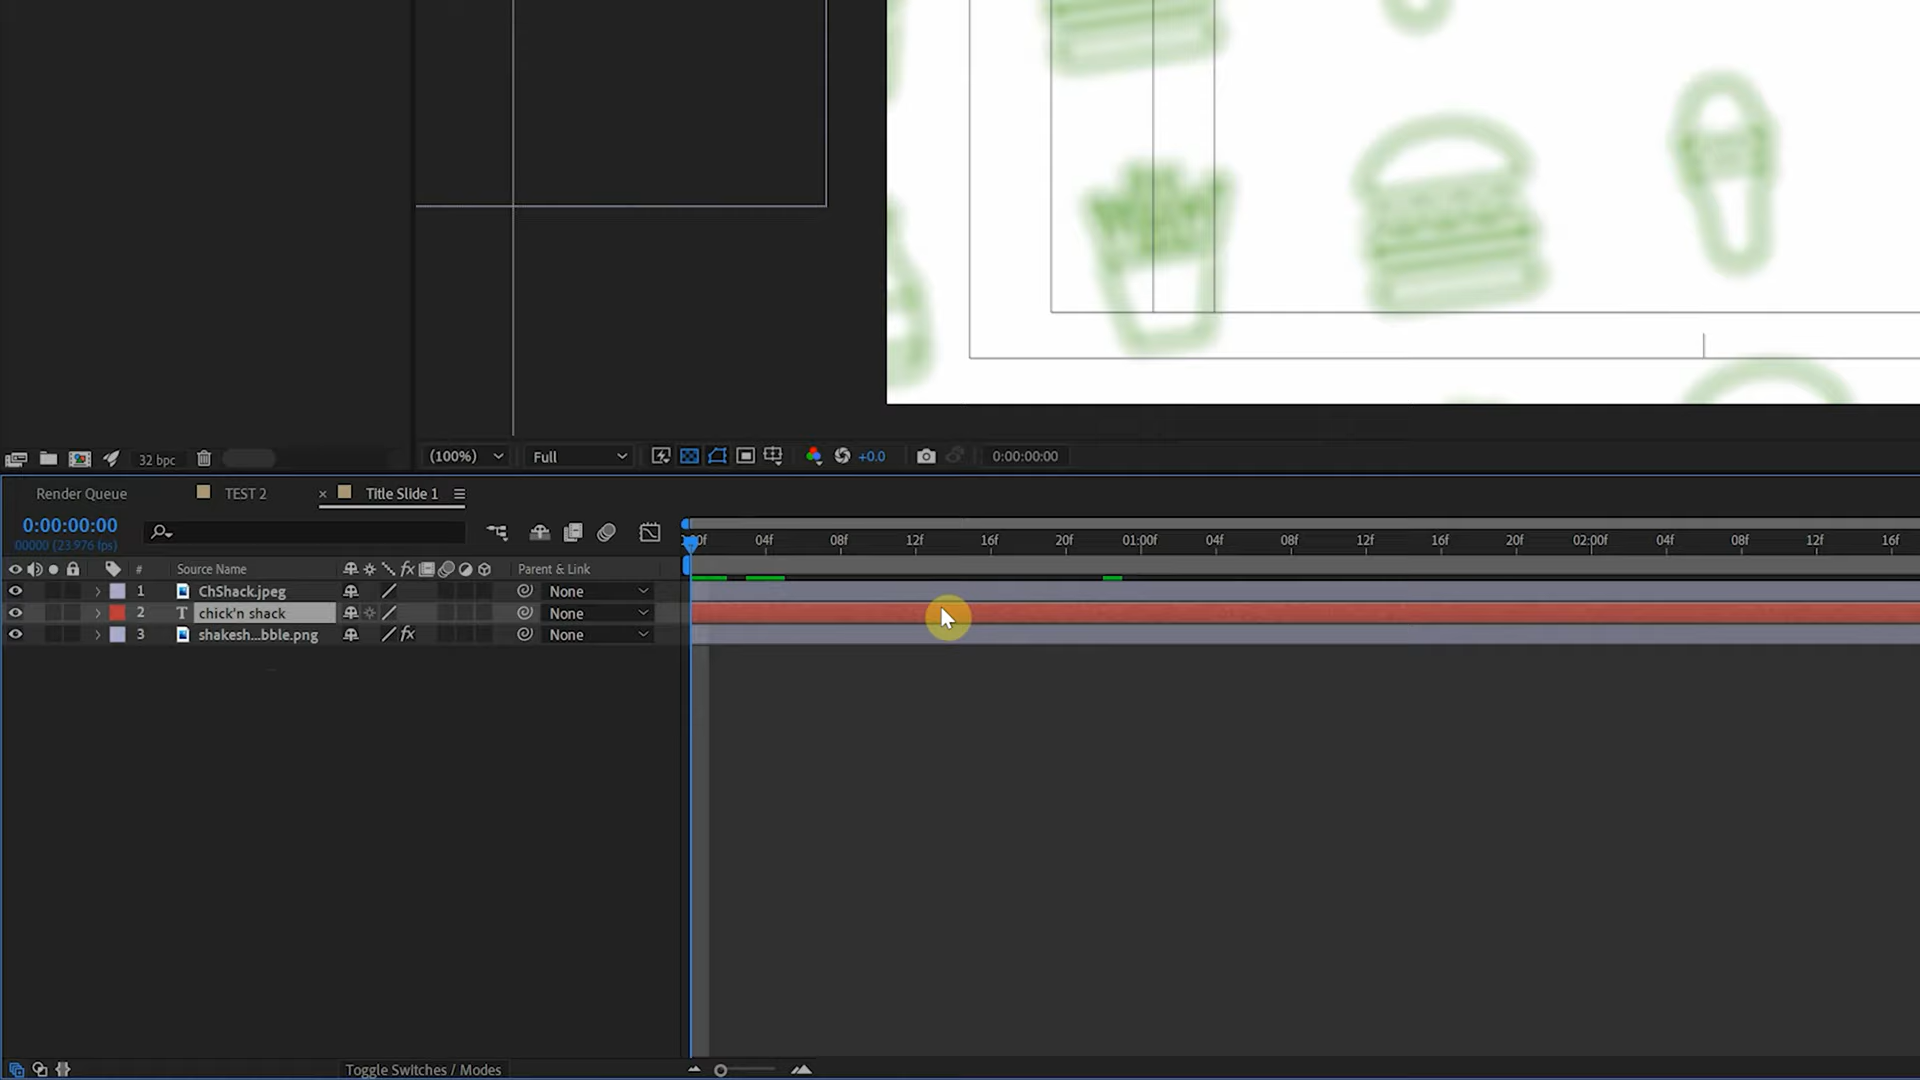 32 bpc
(100%) Full +0.0 0:00:00:00
Render Queue TEST 2 × Title Slide 1
0:00:00:00
00000 (23.976 fps)
04f 08f 12f 16f 20f 01:00f 04f 08f 12f 16f 20f 02:00f 04f 08f 12f 16f
# Source Name fx Parent & Link
1 ChShack.jpeg None
2 T chick'n shack None
3 shakesh...bble.png fx None
Toggle Switches / Modes